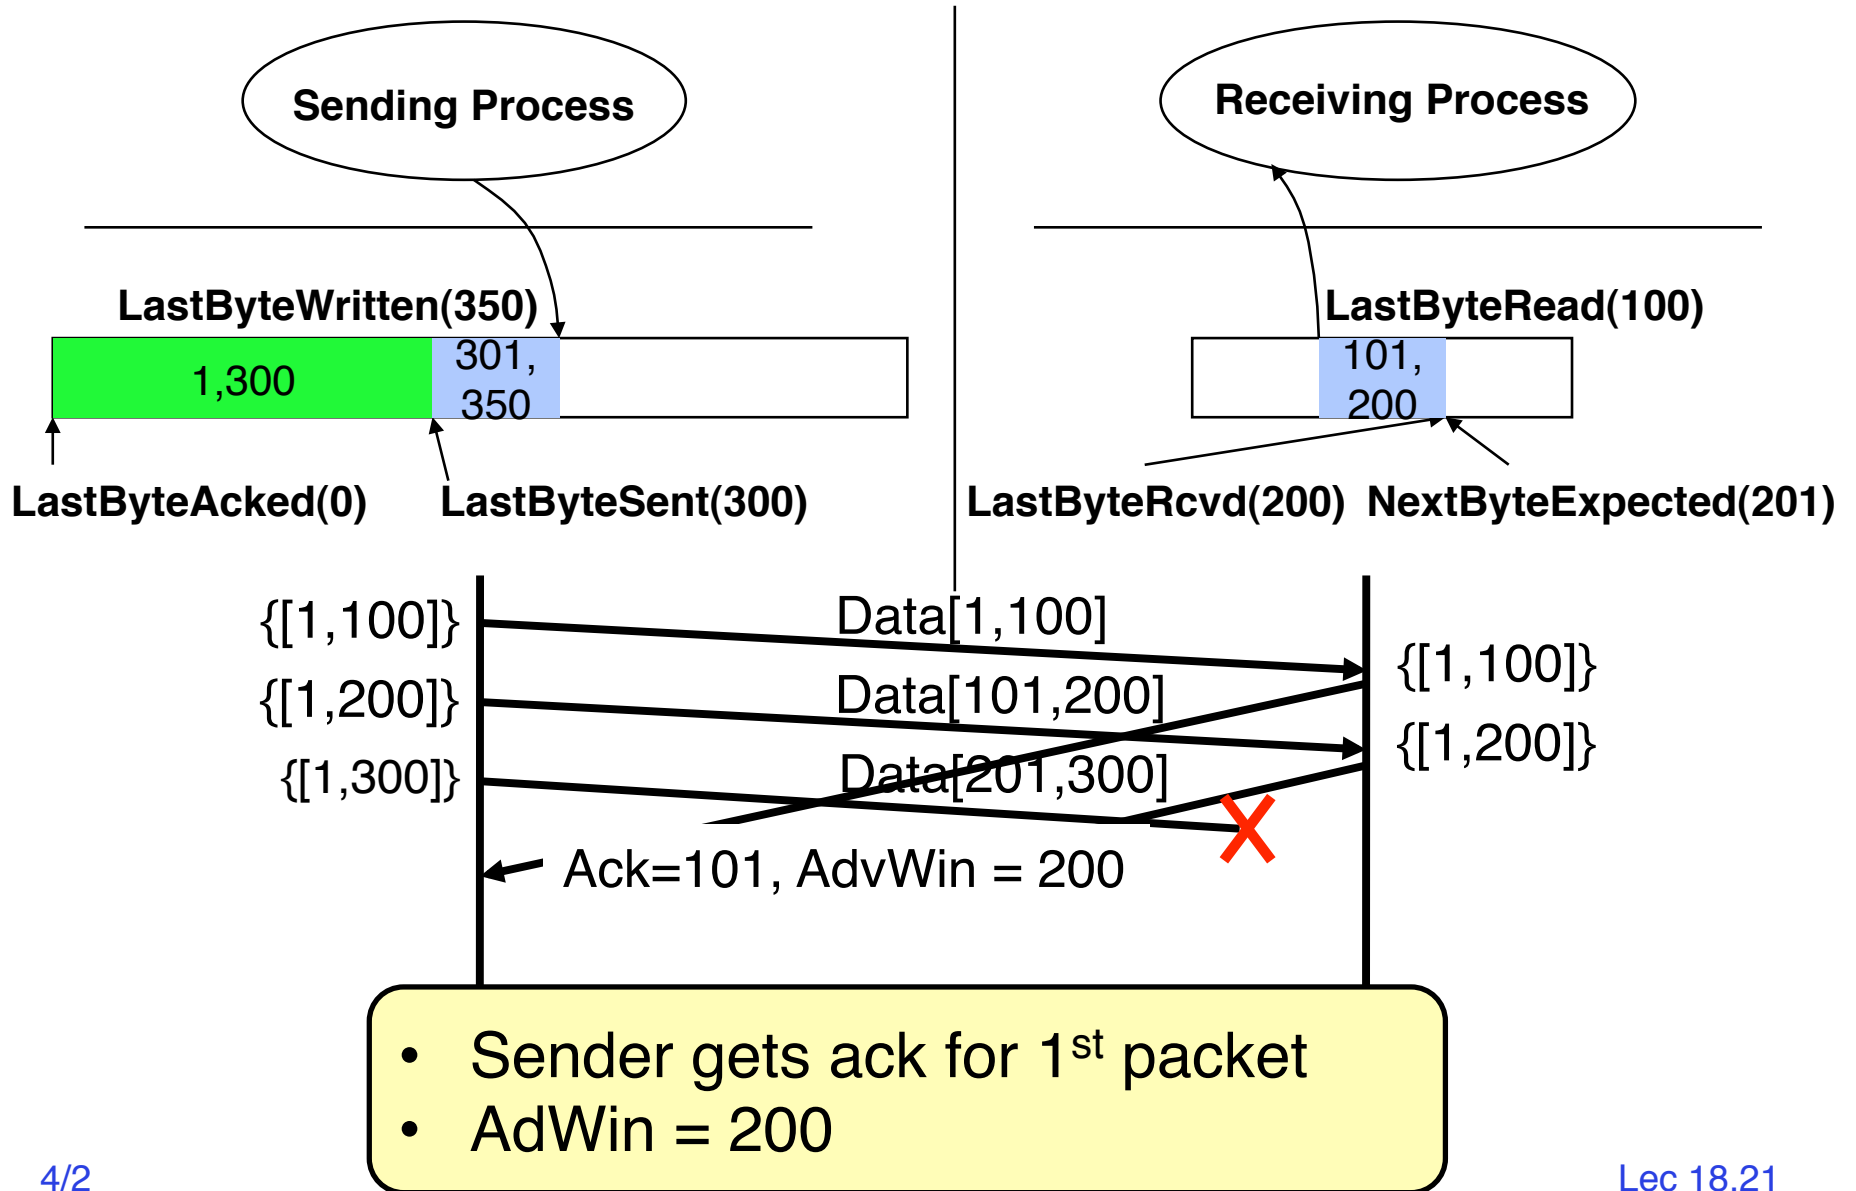 Sending Process
Receiving Process
LastByteWritten(350)
LastByteRead(100)
1,300
301,
350
101,
200
LastByteAcked(0)
LastByteSent(300)
LastByteRcvd(200)
NextByteExpected(201)
{[1,100]}
Data[1,100]
{[1,100]}
{[1,200]}
Data[101,200]
{[1,200]}
{[1,300]}
Data[201,300]
Ack=101, AdvWin = 200
• Sender gets ack for 1st packet
• AdWin = 200
4/2
Lec 18.21